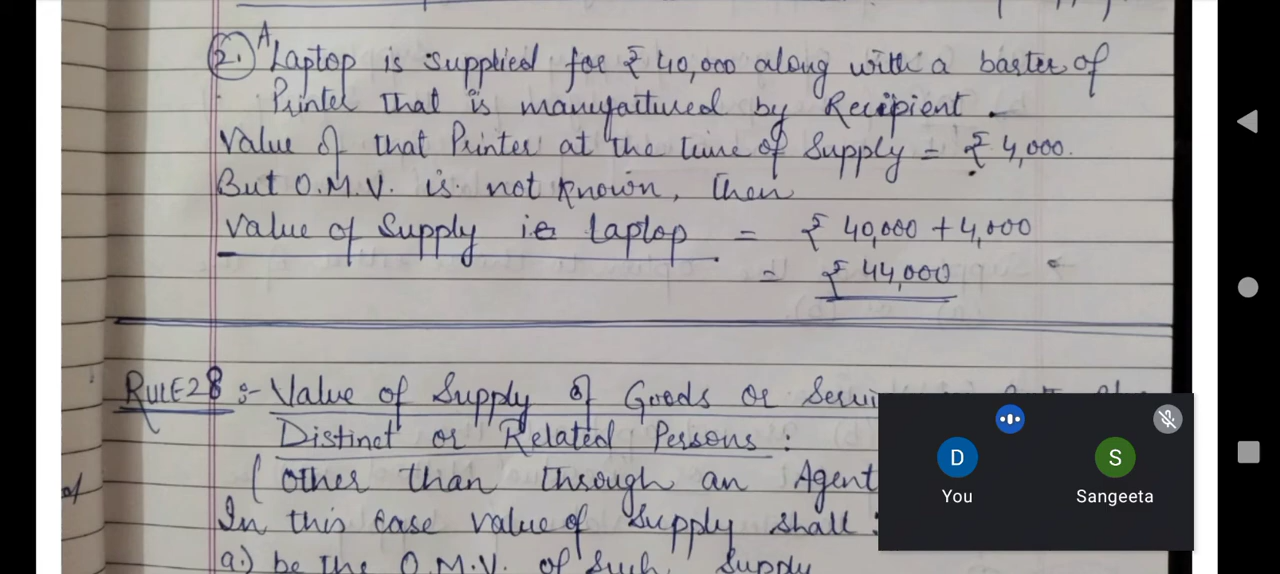 2. A Laptop is Supplied for ₹ 40,000 along with a barter of
Printer that is manufactured by Recipient.
Value of that Printer at the time of Supply = ₹ 4,000.
But O.M.V. is not known, Then
Value of Supply ie Laptop = ₹ 40,000 + 4,000
= ₹ 44,000
RULE 28 :- Value of Supply of Goods or
Distinct or Related Persons :
( other than through an Agent
In this case value of Supply shall :
a.) be the O.M.V. of Such Supply
D
You
S
Sangeeta